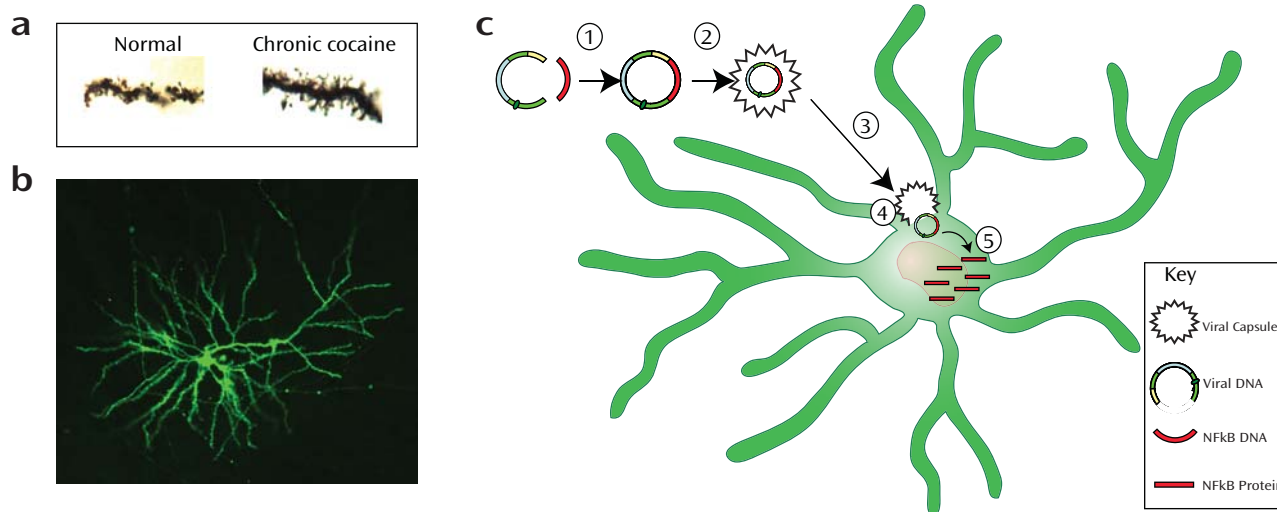 a
Normal
Chronic cocaine
b
c
1
2
3
4
5
Key
Viral Capsule
Viral DNA
NFkB DNA
NFkB Protein